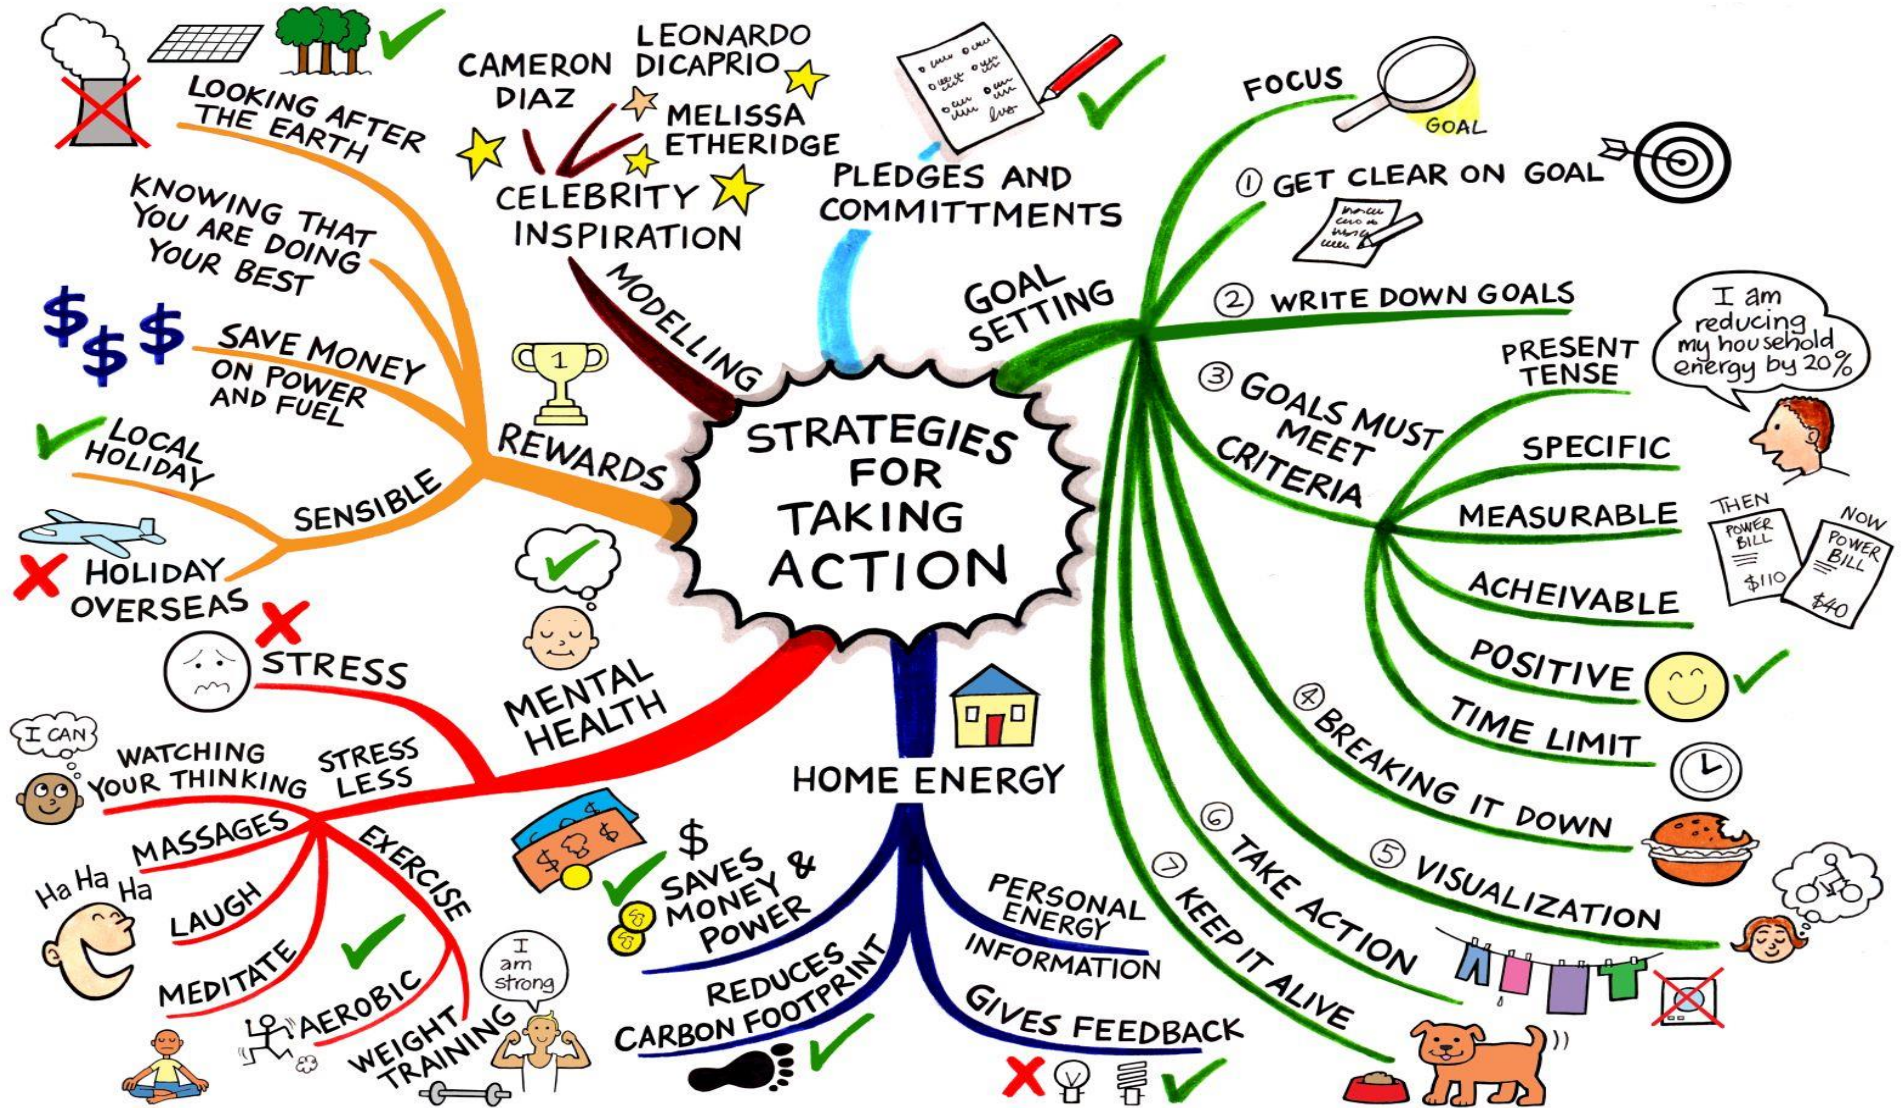 STRATEGIES
FOR
TAKING
ACTION
GOAL
SETTING
FOCUS
GOAL
① GET CLEAR ON GOAL
② WRITE DOWN GOALS
③ GOALS MUST
MEET
CRITERIA
PRESENT
TENSE
I am
reducing
my household
energy by 20%
SPECIFIC
MEASURABLE
THEN
POWER
BILL
$110
NOW
POWER
BILL
$40
ACHEIVABLE
POSITIVE
TIME LIMIT
④ BREAKING IT DOWN
⑤ VISUALIZATION
⑥ TAKE ACTION
⑦ KEEP IT ALIVE
HOME ENERGY
PERSONAL
ENERGY
INFORMATION
GIVES FEEDBACK
$
SAVES
MONEY &
POWER
$
$ $
REDUCES
CARBON FOOTPRINT
MENTAL
HEALTH
STRESS
STRESS
LESS
I CAN
WATCHING
YOUR THINKING
MASSAGES
Ha Ha Ha
LAUGH
MEDITATE
EXERCISE
AEROBIC
WEIGHT
TRAINING
I
am
strong
REWARDS
1
LOOKING AFTER
THE EARTH
KNOWING THAT
YOU ARE DOING
YOUR BEST
$ $ $
SAVE MONEY
ON POWER
AND FUEL
SENSIBLE
LOCAL
HOLIDAY
HOLIDAY
OVERSEAS
MODELLING
CELEBRITY
INSPIRATION
CAMERON
DIAZ
LEONARDO
DICAPRIO
MELISSA
ETHERIDGE
PLEDGES AND
COMMITTMENTS